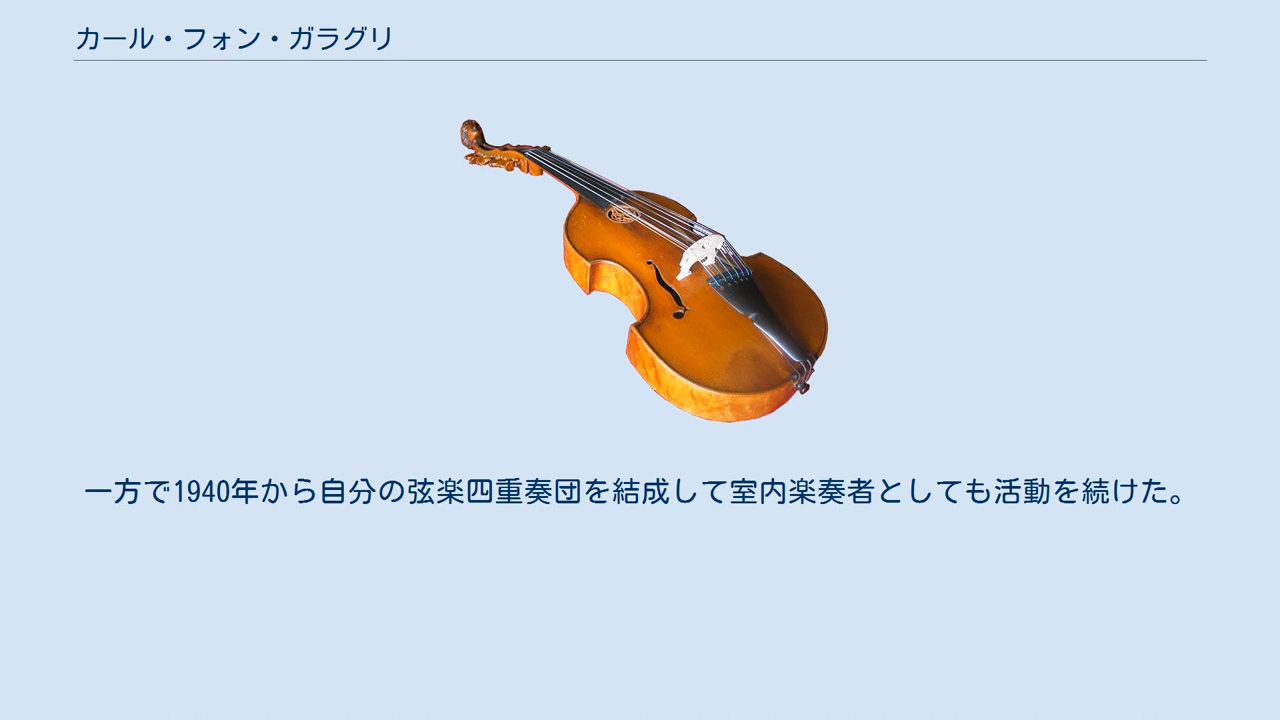 カール・フォン・ガラグリ
一方で1940年から自分の弦楽四重奏団を結成して室内楽奏者としても活動を続けた。